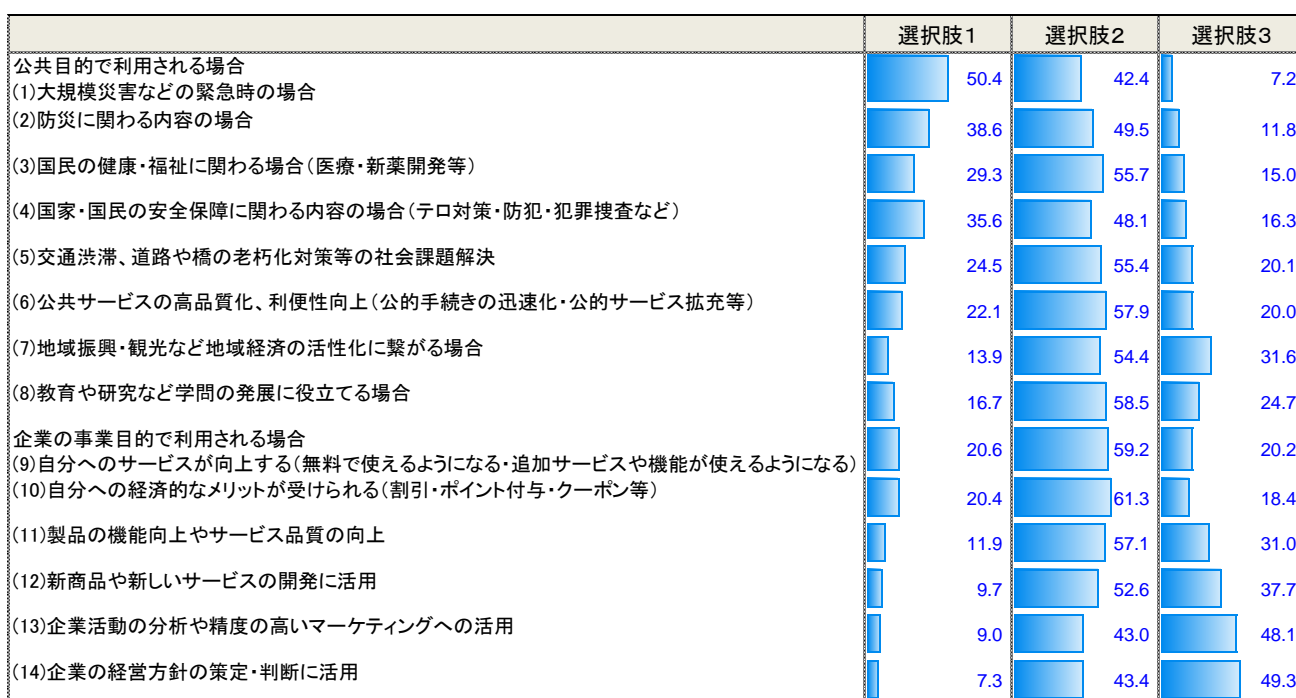 選択肢1 選択肢2 選択肢3
公共目的で利用される場合
(1)大規模災害などの緊急時の場合 50.4 42.4 7.2
(2)防災に関わる内容の場合 38.6 49.5 11.8
(3)国民の健康・福祉に関わる場合(医療・新薬開発等) 29.3 55.7 15.0
(4)国家・国民の安全保障に関わる内容の場合(テロ対策・防犯・犯罪捜査など) 35.6 48.1 16.3
(5)交通渋滞、道路や橋の老朽化対策等の社会課題解決 24.5 55.4 20.1
(6)公共サービスの高品質化、利便性向上(公的手続きの迅速化・公的サービス拡充等) 22.1 57.9 20.0
(7)地域振興・観光など地域経済の活性化に繋がる場合 13.9 54.4 31.6
(8)教育や研究など学問の発展に役立てる場合 16.7 58.5 24.7
企業の事業目的で利用される場合
(9)自分へのサービスが向上する(無料で使えるようになる・追加サービスや機能が使えるようになる) 20.6 59.2 20.2
(10)自分への経済的なメリットが受けられる(割引・ポイント付与・クーポン等) 20.4 61.3 18.4
(11)製品の機能向上やサービス品質の向上 11.9 57.1 31.0
(12)新商品や新しいサービスの開発に活用 9.7 52.6 37.7
(13)企業活動の分析や精度の高いマーケティングへの活用 9.0 43.0 48.1
(14)企業の経営方針の策定・判断に活用 7.3 43.4 49.3